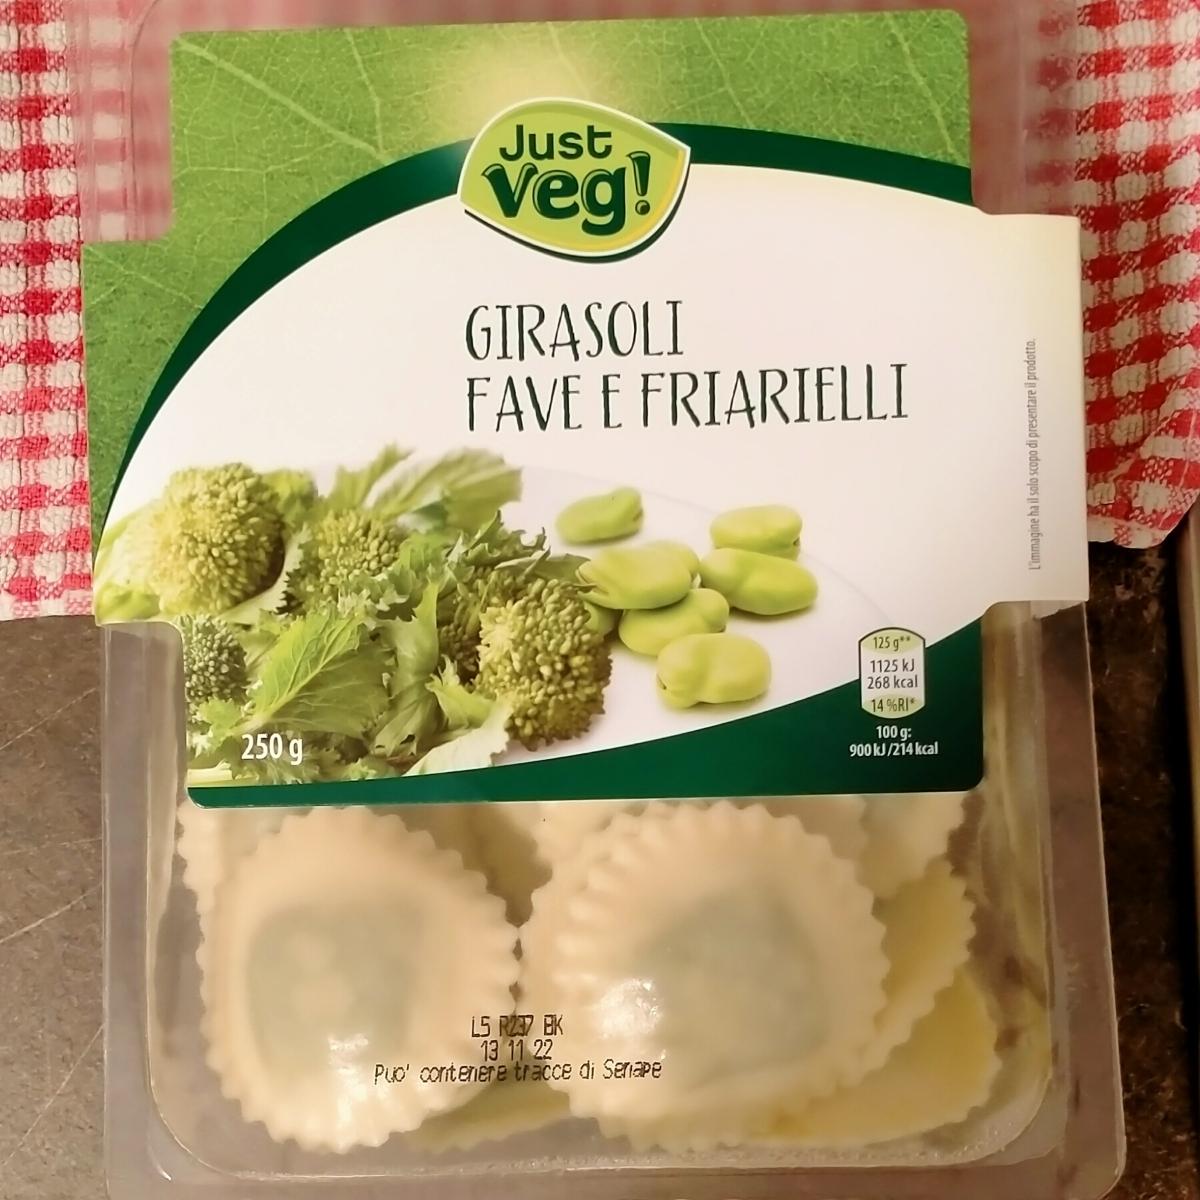 Just
Veg!
GIRASOLI
FAVE E FRIARIELLI
L'immagine ha il solo scopo di presentare il prodotto.
125 g**
1125 kJ
268 kcal
14 %RI*
100 g:
900 kJ/214 kcal
250 g
L5 R237 BK
13 11 22
Puo' contenere tracce di Senape